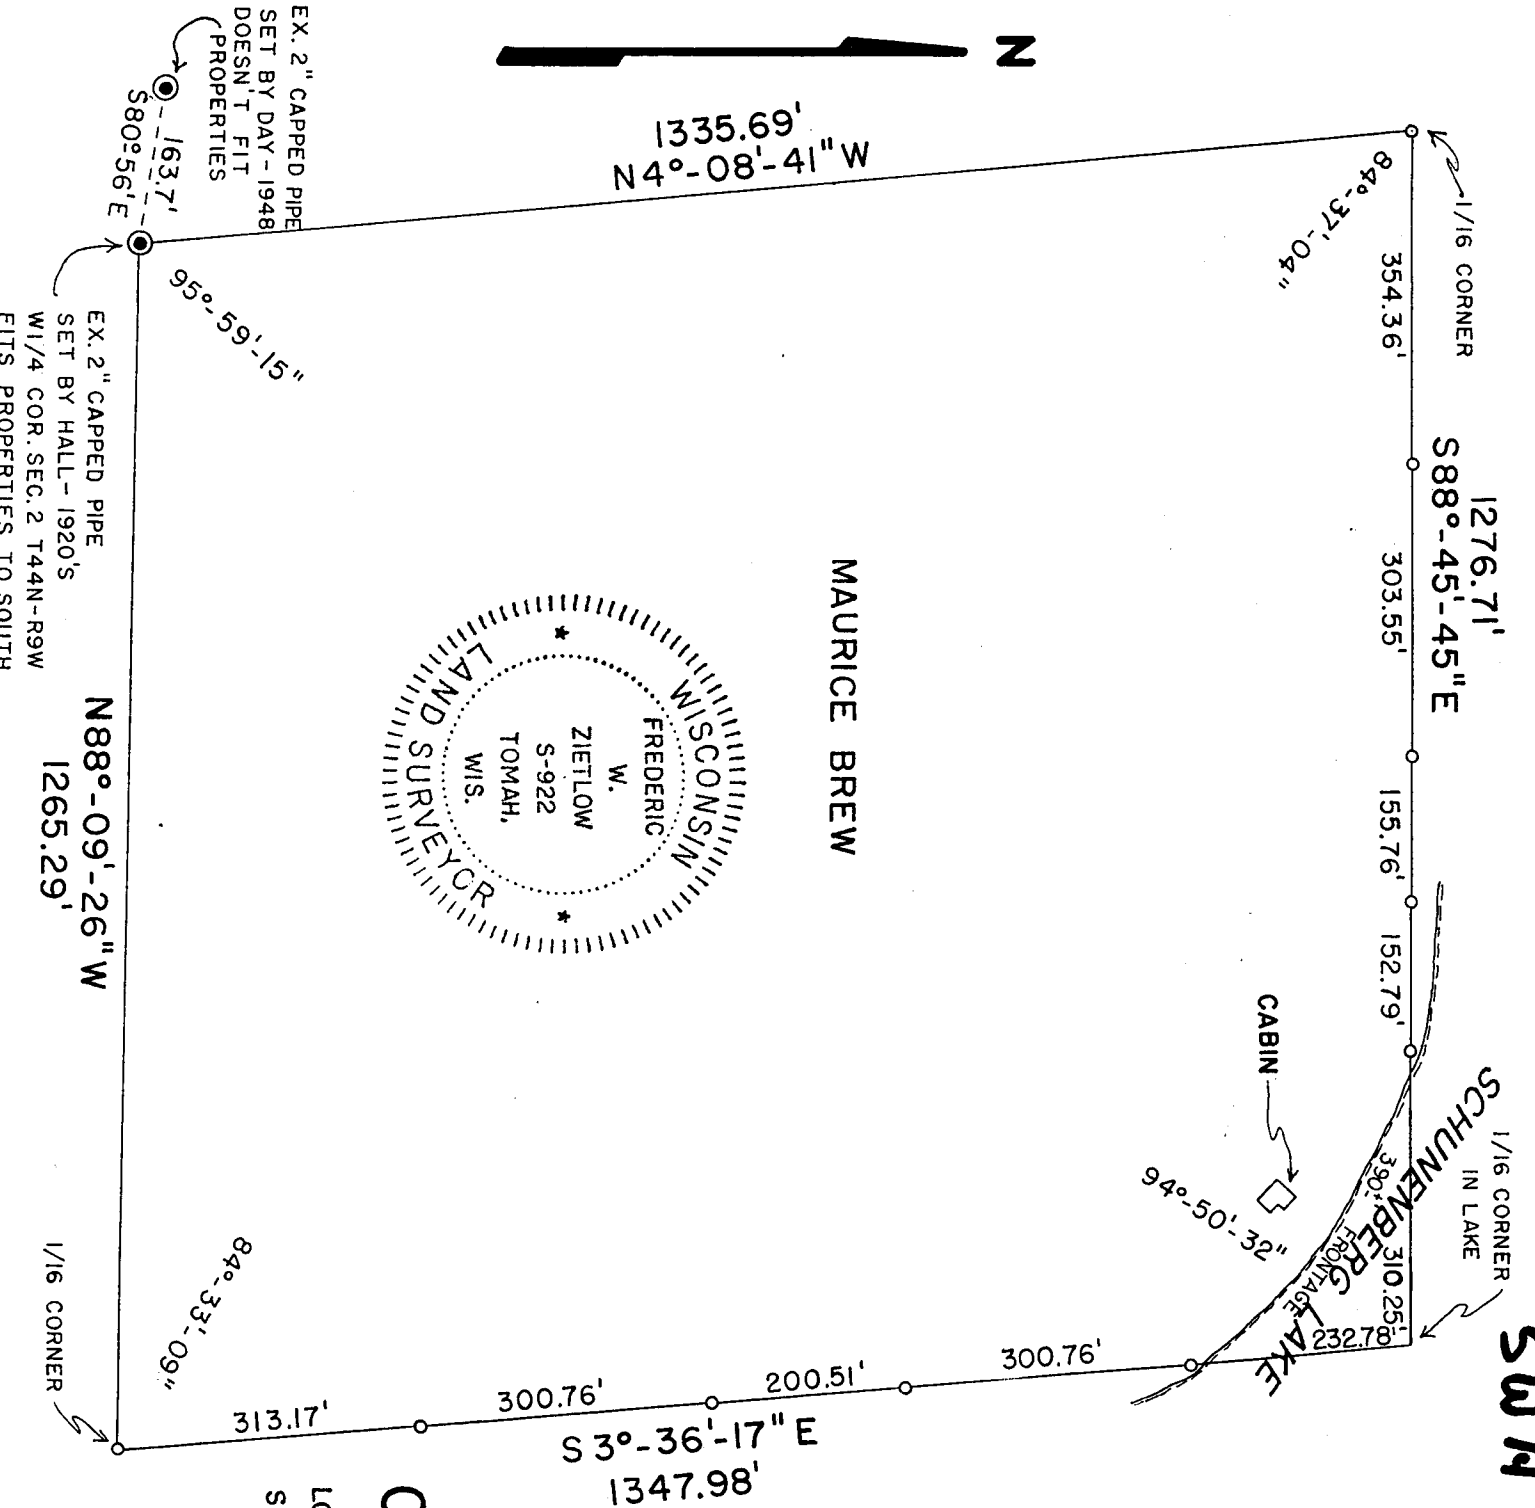 N
EX. 2" CAPPED PIPE
SET BY DAY-1948
DOESN'T FIT
PROPERTIES
163.7'
S80°56'E
1335.69'
N4°-08'-41"W
1/16 CORNER
84°-37'-04"
1276.71'
S88°-45'-45"E
354.36'
303.55'
155.76'
152.79'
310.25'
1/16 CORNER
IN LAKE
SCHUNENBERG LAKE
390'±
FRONTAGE
CABIN
94°-50'-32"
MAURICE BREW
WISCONSIN
FREDERIC
W.
ZIETLOW
S-922
TOMAH,
WIS.
LAND SURVEYOR
95°-59'-15"
EX. 2" CAPPED PIPE
SET BY HALL-1920'S
W1/4 COR. SEC. 2 T44N-R9W
FITS PROPERTIES TO SOUTH
N88°-09'-26"W
1265.29'
84°-33'-09"
1/16 CORNER
232.78'
300.76'
200.51'
300.76'
313.17'
S3°-36'-17"E
1347.98'